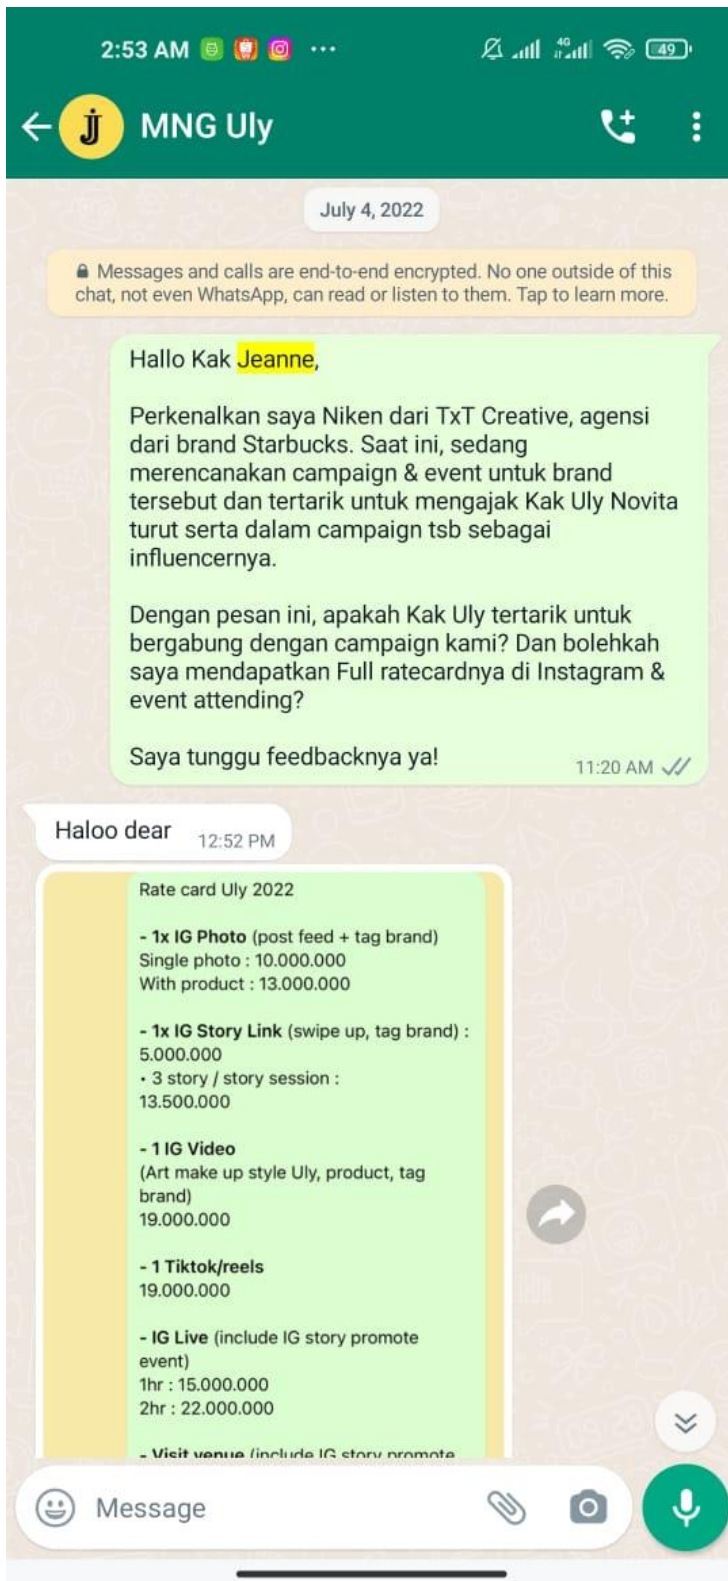 2:53 AM
4G
49
jj
MNG Uly
July 4, 2022
Messages and calls are end-to-end encrypted. No one outside of this
chat, not even WhatsApp, can read or listen to them. Tap to learn more.
Hallo Kak Jeanne,
Perkenalkan saya Niken dari TxT Creative, agensi
dari brand Starbucks. Saat ini, sedang
merencanakan campaign & event untuk brand
tersebut dan tertarik untuk mengajak Kak Uly Novita
turut serta dalam campaign tsb sebagai
influencernya.
Dengan pesan ini, apakah Kak Uly tertarik untuk
bergabung dengan campaign kami? Dan bolehkah
saya mendapatkan Full ratecardnya di Instagram &
event attending?
Saya tunggu feedbacknya ya!
11:20 AM
Haloo dear
12:52 PM
Rate card Uly 2022
- 1x IG Photo (post feed + tag brand)
Single photo : 10.000.000
With product : 13.000.000
- 1x IG Story Link (swipe up, tag brand) :
5.000.000
• 3 story / story session :
13.500.000
- 1 IG Video
(Art make up style Uly, product, tag
brand)
19.000.000
- 1 Tiktok/reels
19.000.000
- IG Live (include IG story promote
event)
1hr : 15.000.000
2hr : 22.000.000
- Visit venue (include IG story promote
Message